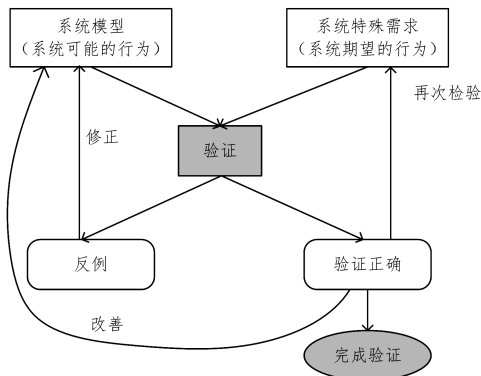 系统模型
（系统可能的行为）
系统特殊需求
（系统期望的行为）
再次检验
修正
验证
反例
验证正确
改善
完成验证